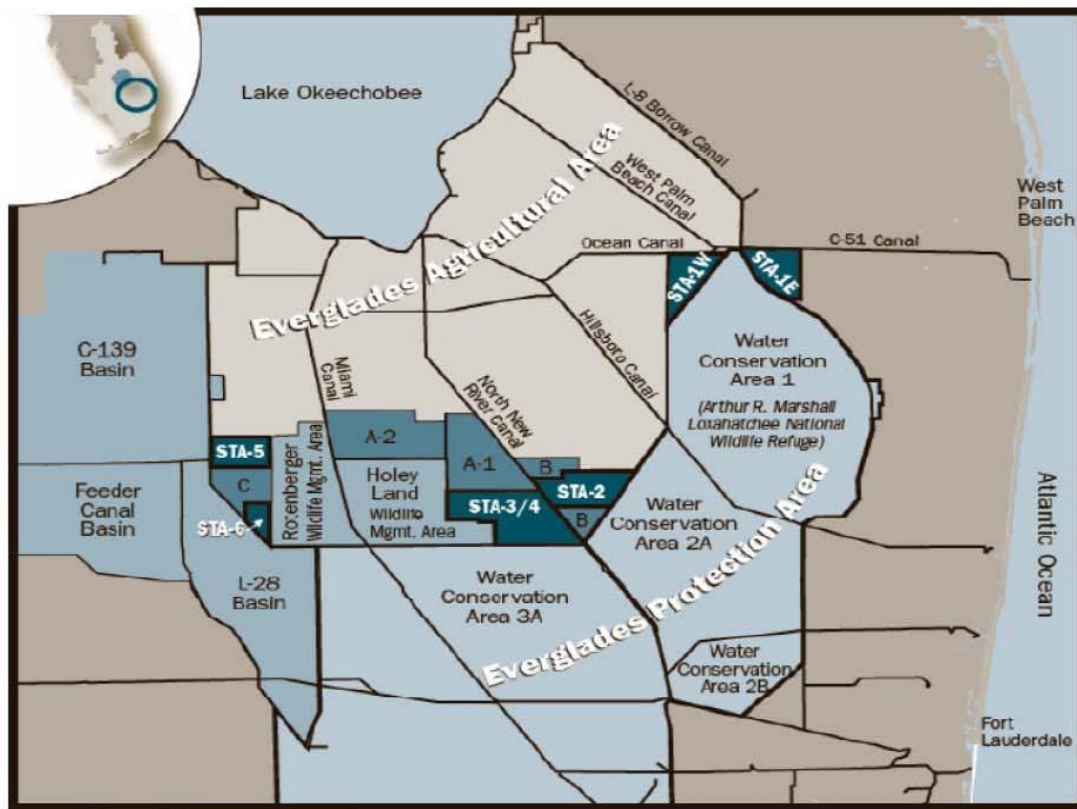 Lake Okeechobee
L-8 Borrow Canal
West Palm
Beach Canal
West
Palm
Beach
Everglades Agricultural Area
Ocean Canal
C-51 Canal
STA-1W
STA-1E
C-139
Basin
Miami
Canal
North New
River Canal
Hillsboro Canal
Water
Conservation
Area 1
(Arthur R. Marshall
Loxahatchee National
Wildlife Refuge)
STA-5
A-2
A-1
B
Feeder
Canal
Basin
C
STA-6
Rotenberger
Wildlife Mgmt. Area
Holey
Land
Wildlife
Mgmt. Area
STA-3/4
STA-2
B
Water
Conservation
Area 2A
Atlantic Ocean
L-28
Basin
Water
Conservation
Area 3A
Everglades Protection Area
Water
Conservation
Area 2B
Fort
Lauderdale